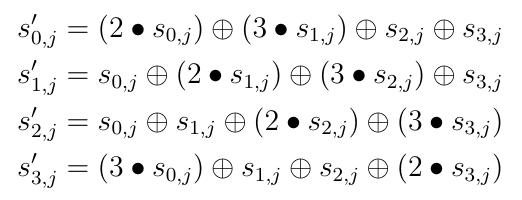 s′₀,ⱼ = (2 • s₀,ⱼ) ⊕ (3 • s₁,ⱼ) ⊕ s₂,ⱼ ⊕ s₃,ⱼ
s′₁,ⱼ = s₀,ⱼ ⊕ (2 • s₁,ⱼ) ⊕ (3 • s₂,ⱼ) ⊕ s₃,ⱼ
s′₂,ⱼ = s₀,ⱼ ⊕ s₁,ⱼ ⊕ (2 • s₂,ⱼ) ⊕ (3 • s₃,ⱼ)
s′₃,ⱼ = (3 • s₀,ⱼ) ⊕ s₁,ⱼ ⊕ s₂,ⱼ ⊕ (2 • s₃,ⱼ)